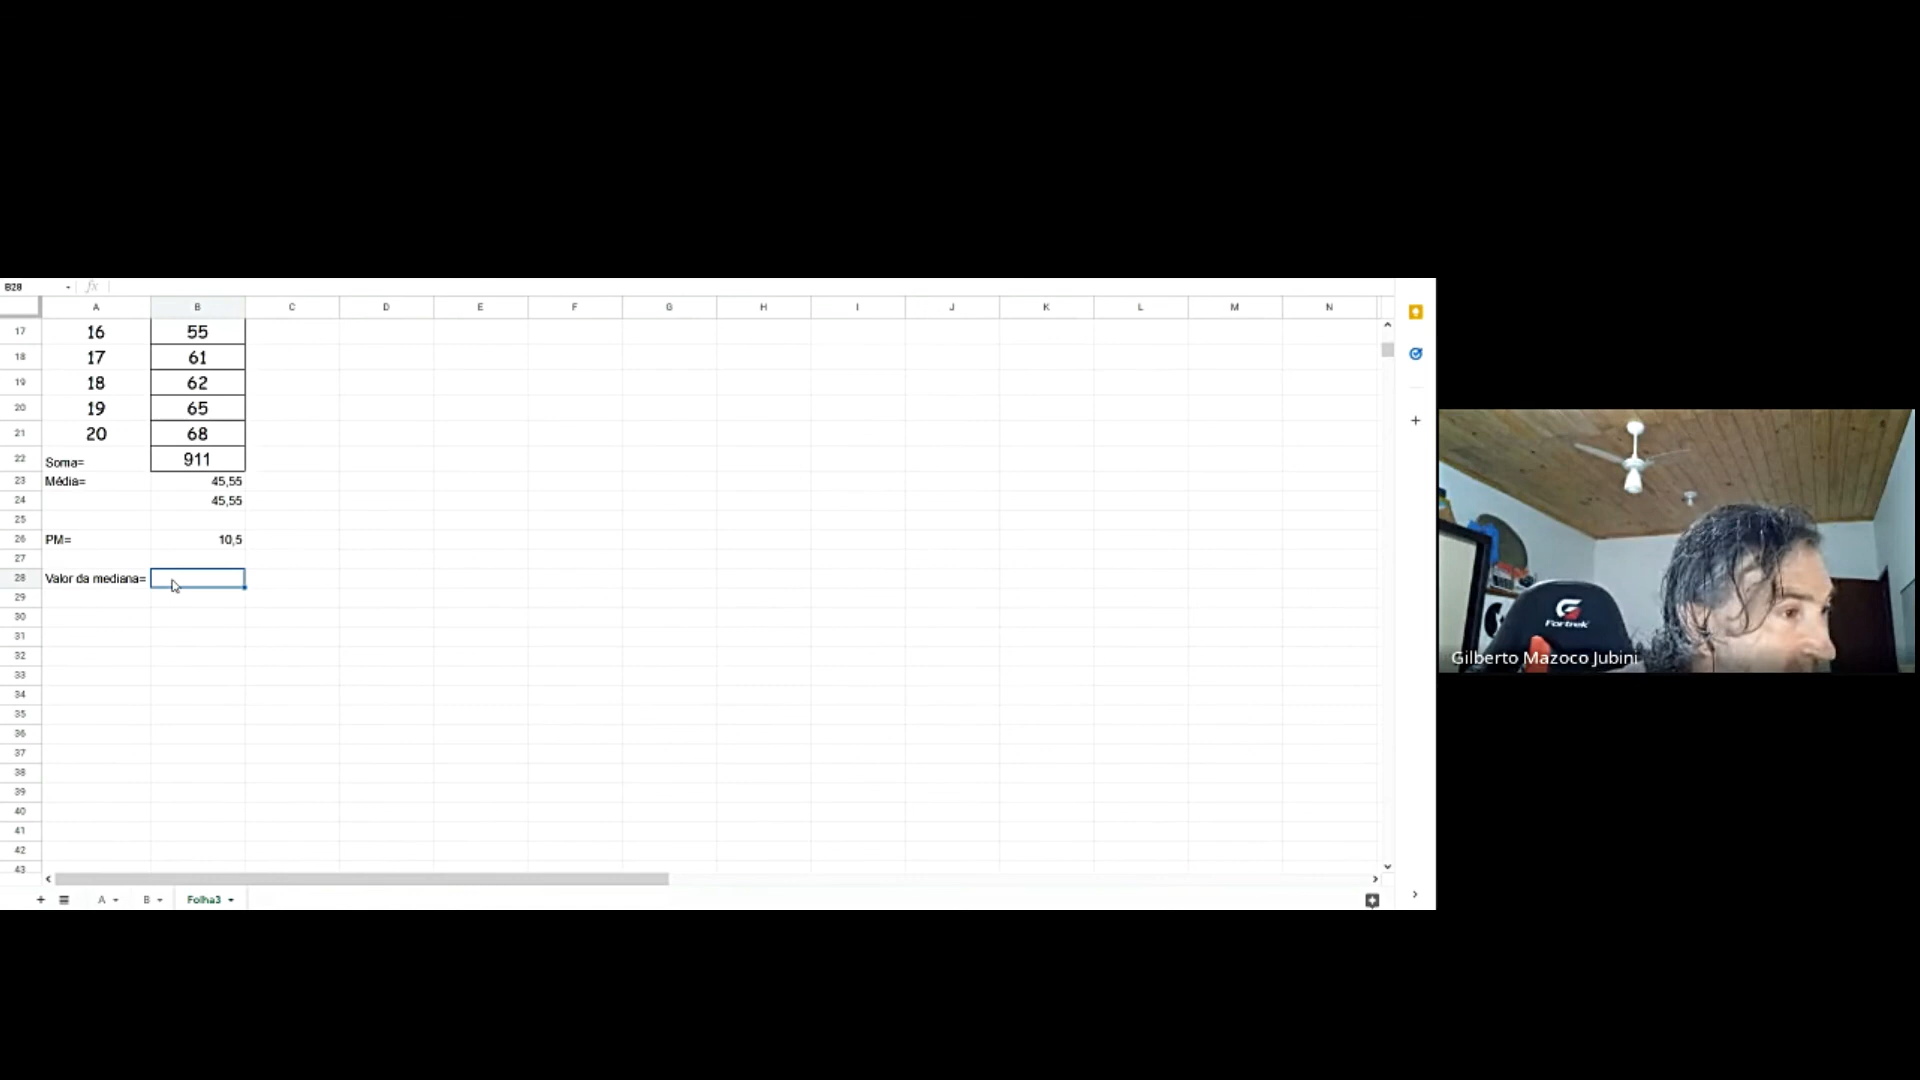 B28
A B C D E F G H I J K L M N
17 16 55
18 17 61
19 18 62
20 19 65
21 20 68
22 Soma= 911
23 Média= 45,55
24 45,55
25
26 PM= 10,5
27
28 Valor da mediana=
29
30
31
32
33
34
35
36
37
38
39
40
41
42
43
A B Folha3
Fortrek
Gilberto Mazoco Jubini